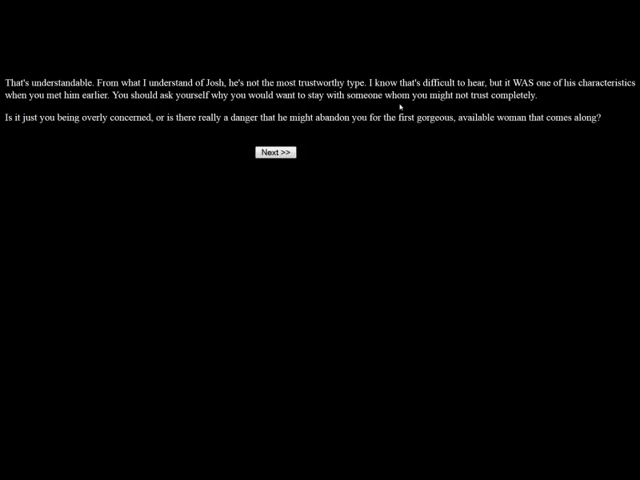 That's understandable. From what I understand of Josh, he's not the most trustworthy type. I know that's difficult to hear, but it WAS one of his characteristics
when you met him earlier. You should ask yourself why you would want to stay with someone whom you might not trust completely.
Is it just you being overly concerned, or is there really a danger that he might abandon you for the first gorgeous, available woman that comes along?
Next >>